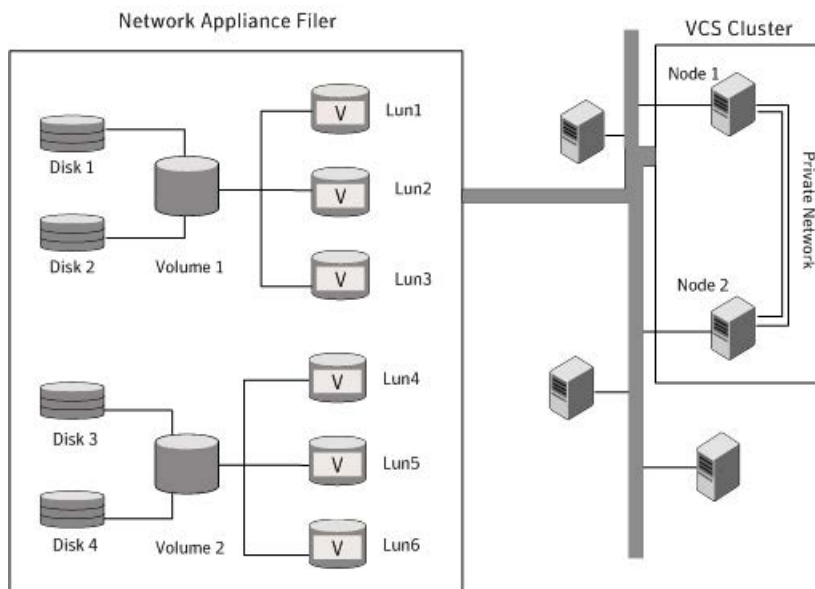 Network Appliance Filer
VCS Cluster
Node 1
V
Lun1
Disk 1
V
Lun2
Private Network
Disk 2
Volume 1
V
Lun3
Node 2
V
Lun4
Disk 3
V
Lun5
Disk 4
Volume 2
V
Lun6